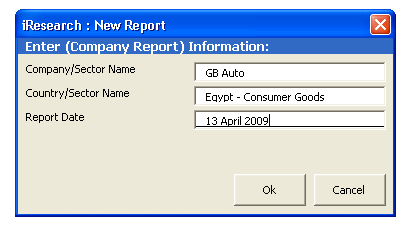 iResearch : New Report
Enter (Company Report) Information:
Company/Sector Name GB Auto
Country/Sector Name Egypt - Consumer Goods
Report Date 13 April 2009
Ok Cancel